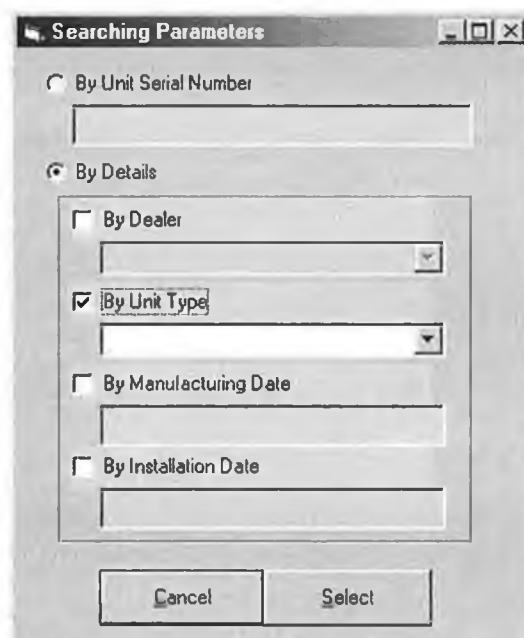 Searching Parameters
By Unit Serial Number
By Details
By Dealer
By Unit Type
By Manufacturing Date
By Installation Date
Cancel Select